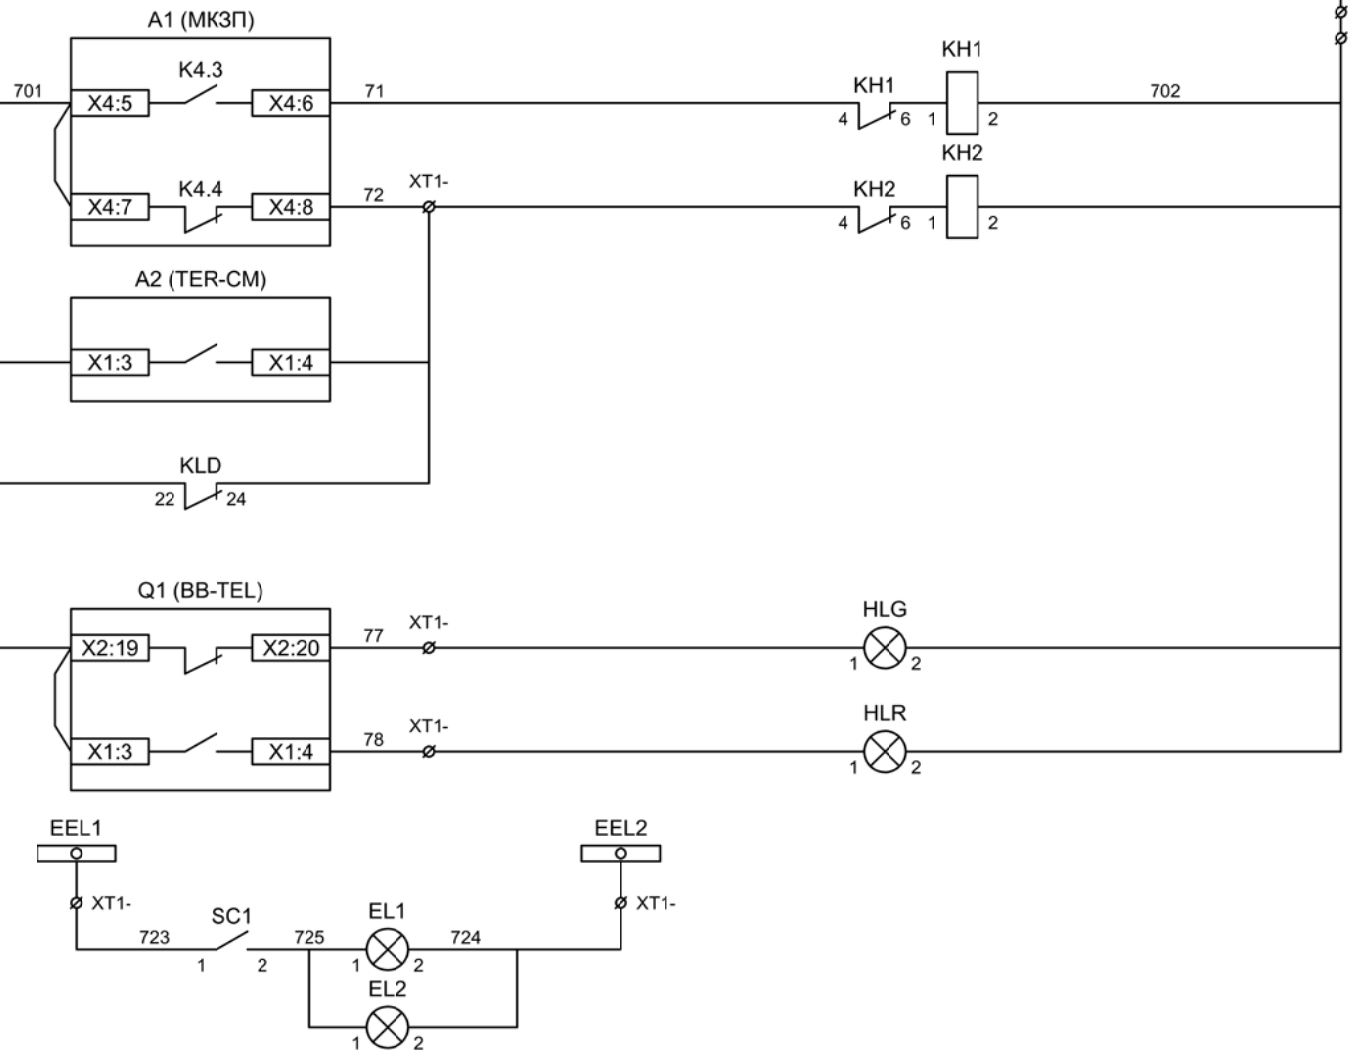 A1 (МКЗП)
KH1
K4.3
701
X4:5
X4:6
71
KH1
702
4
6
1
2
KH2
K4.4
X4:7
X4:8
72
XT1-
KH2
4
6
1
2
A2 (TER-CM)
X1:3
X1:4
KLD
22
24
Q1 (BB-TEL)
X2:19
X2:20
77
XT1-
HLG
1
2
X1:3
X1:4
78
XT1-
HLR
1
2
EEL1
EEL2
XT1-
XT1-
723
SC1
725
EL1
724
1
2
1
2
EL2
1
2